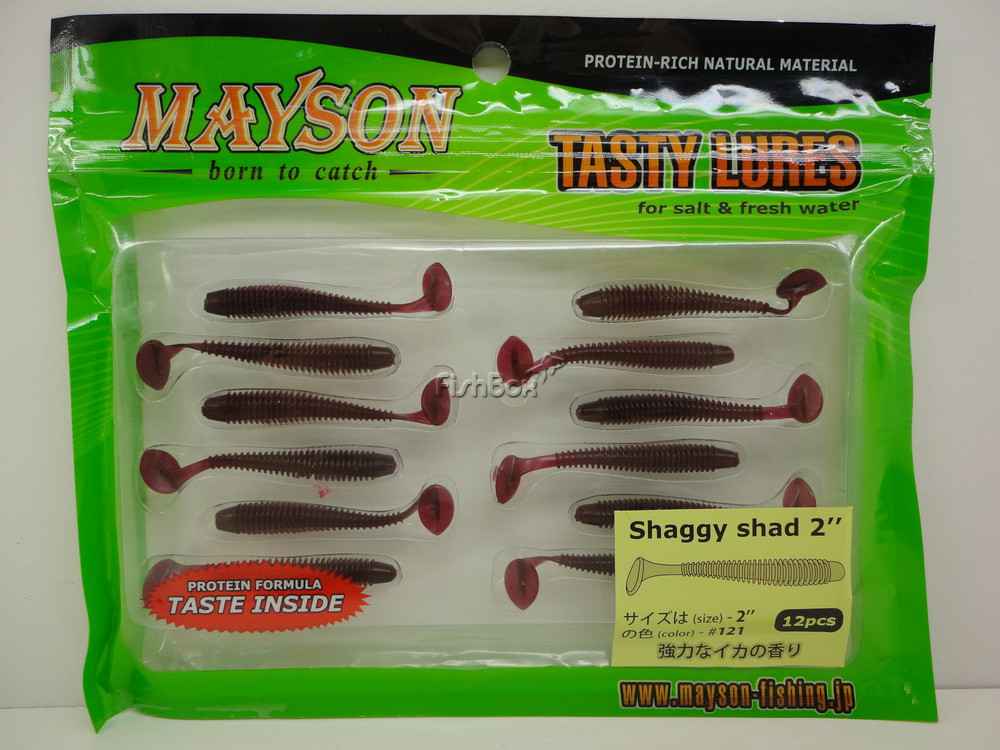 PROTEIN-RICH NATURAL MATERIAL
MAYSON
born to catch
TASTY LURES
for salt & fresh water
FishBox
Shaggy shad 2''
サイズは (size) - 2''
の色 (color) - #121
12pcs
強力なイカの香り
PROTEIN FORMULA
TASTE INSIDE
www.mayson-fishing.jp